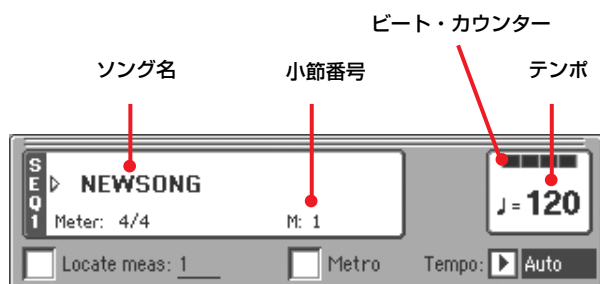 ビート・カウンター
ソング名
小節番号
テンポ
SEQ1
NEWSONG
Meter: 4/4
M: 1
♩=120
Locate meas: 1
Metro
Tempo:
Auto